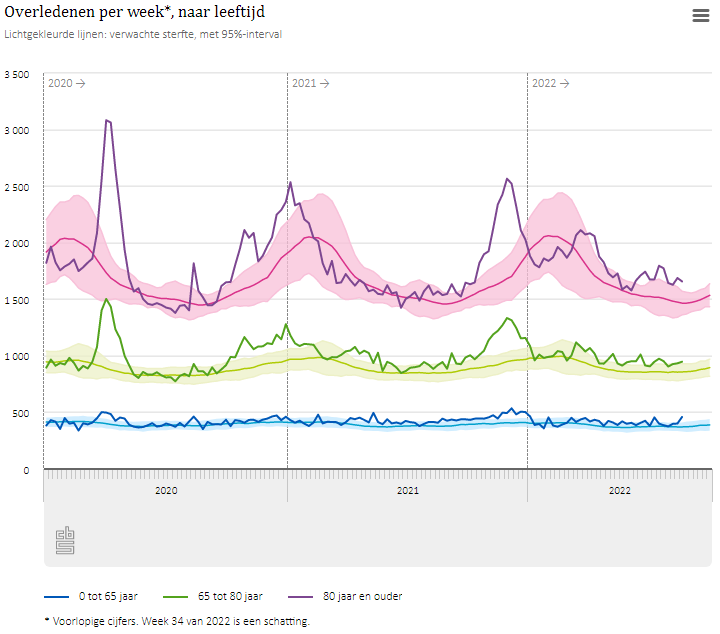 Overledenen per week*, naar leeftijd
Lichtgekleurde lijnen: verwachte sterfte, met 95%-interval
3 500
2020 →
2021 →
2022 →
3 000
2 500
2 000
1 500
1 000
500
0
2020
2021
2022
cbs
0 tot 65 jaar
65 tot 80 jaar
80 jaar en ouder
* Voorlopige cijfers. Week 34 van 2022 is een schatting.